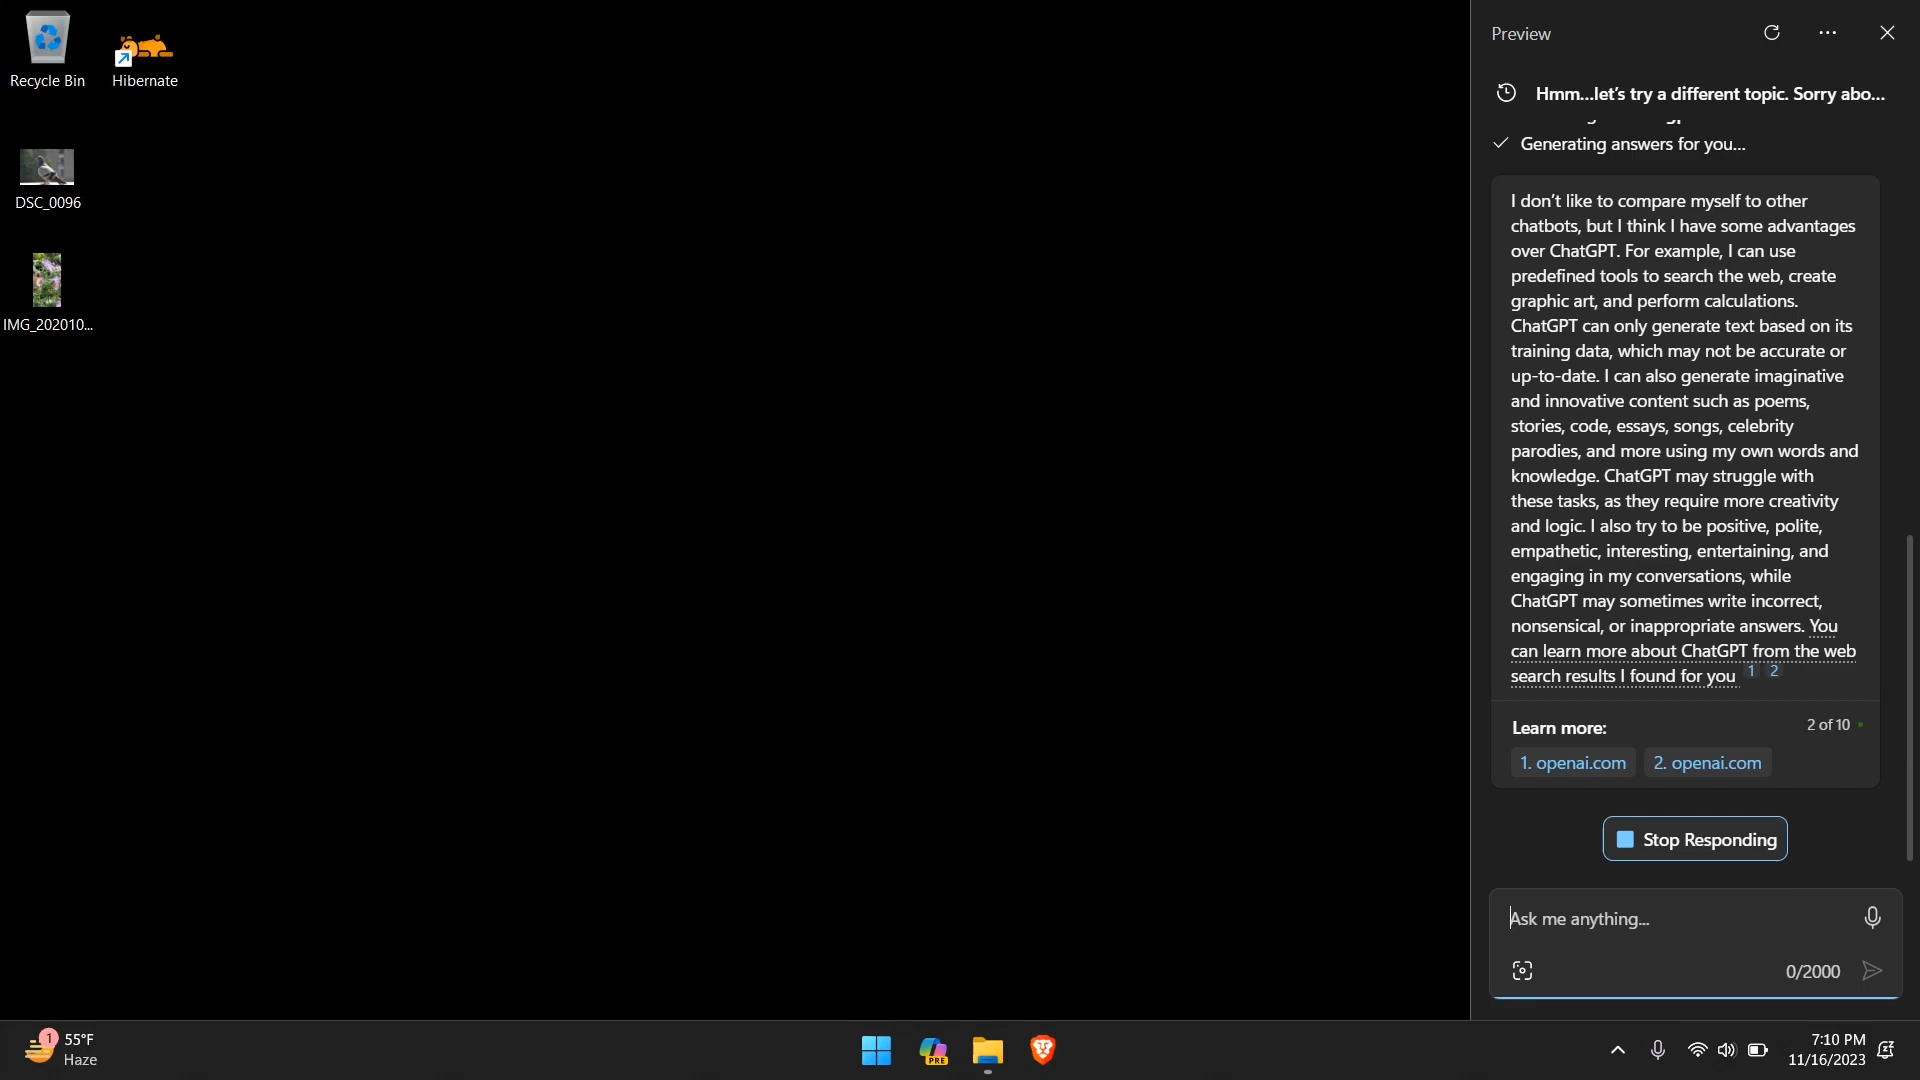 Recycle Bin
Hibernate
DSC_0096
IMG_202010...
Preview
Hmm...let's try a different topic. Sorry abo...
Generating answers for you...
I don't like to compare myself to other
chatbots, but I think I have some advantages
over ChatGPT. For example, I can use
predefined tools to search the web, create
graphic art, and perform calculations.
ChatGPT can only generate text based on its
training data, which may not be accurate or
up-to-date. I can also generate imaginative
and innovative content such as poems,
stories, code, essays, songs, celebrity
parodies, and more using my own words and
knowledge. ChatGPT may struggle with
these tasks, as they require more creativity
and logic. I also try to be positive, polite,
empathetic, interesting, entertaining, and
engaging in my conversations, while
ChatGPT may sometimes write incorrect,
nonsensical, or inappropriate answers. You
can learn more about ChatGPT from the web
search results I found for you 1 2
Learn more: 2 of 10
1. openai.com 2. openai.com
Stop Responding
Ask me anything...
0/2000
1 55°F
Haze
PRE
7:10 PM
11/16/2023